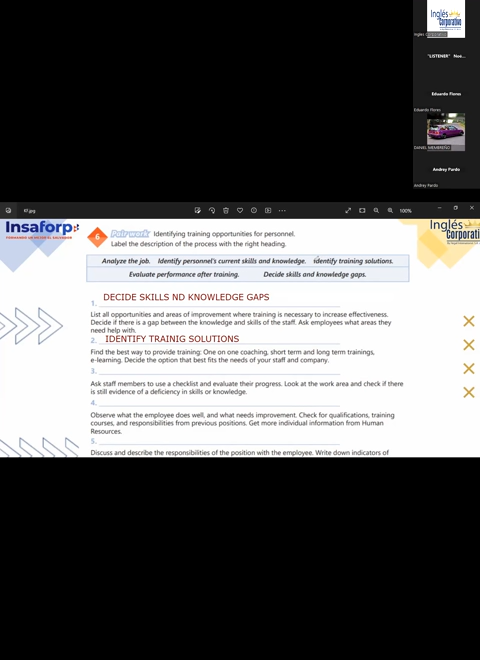 Inglés
Corporativo
Inglés Corporativo
"LISTENER" Noe...
Eduardo Flores
Eduardo Flores
Andrey Pardo
Andrey Pardo
67.jpg
100%
Insaforp
Inglés
Corporati
6 Pair work Identifying training opportunities for personnel.
Label the description of the process with the right heading.
Analyze the job. Identify personnel's current skills and knowledge. Identify training solutions.
Evaluate performance after training. Decide skills and knowledge gaps.
1. DECIDE SKILLS ND KNOWLEDGE GAPS
List all opportunities and areas of improvement where training is necessary to increase effectiveness.
Decide if there is a gap between the knowledge and skills of the staff. Ask employees what areas they
need help with.
2. IDENTIFY TRAINIG SOLUTIONS
Find the best way to provide training: One on one coaching, short term and long term trainings,
e-learning. Decide the option that best fits the needs of your staff and company.
3.
Ask staff members to use a checklist and evaluate their progress. Look at the work area and check if there
is still evidence of a deficiency in skills or knowledge.
4.
Observe what the employee does well, and what needs improvement. Check for qualifications, training
courses, and responsibilities from previous positions. Get more individual information from Human
Resources.
5.
Discuss and describe the responsibilities of the position with the employee. Write down indicators of